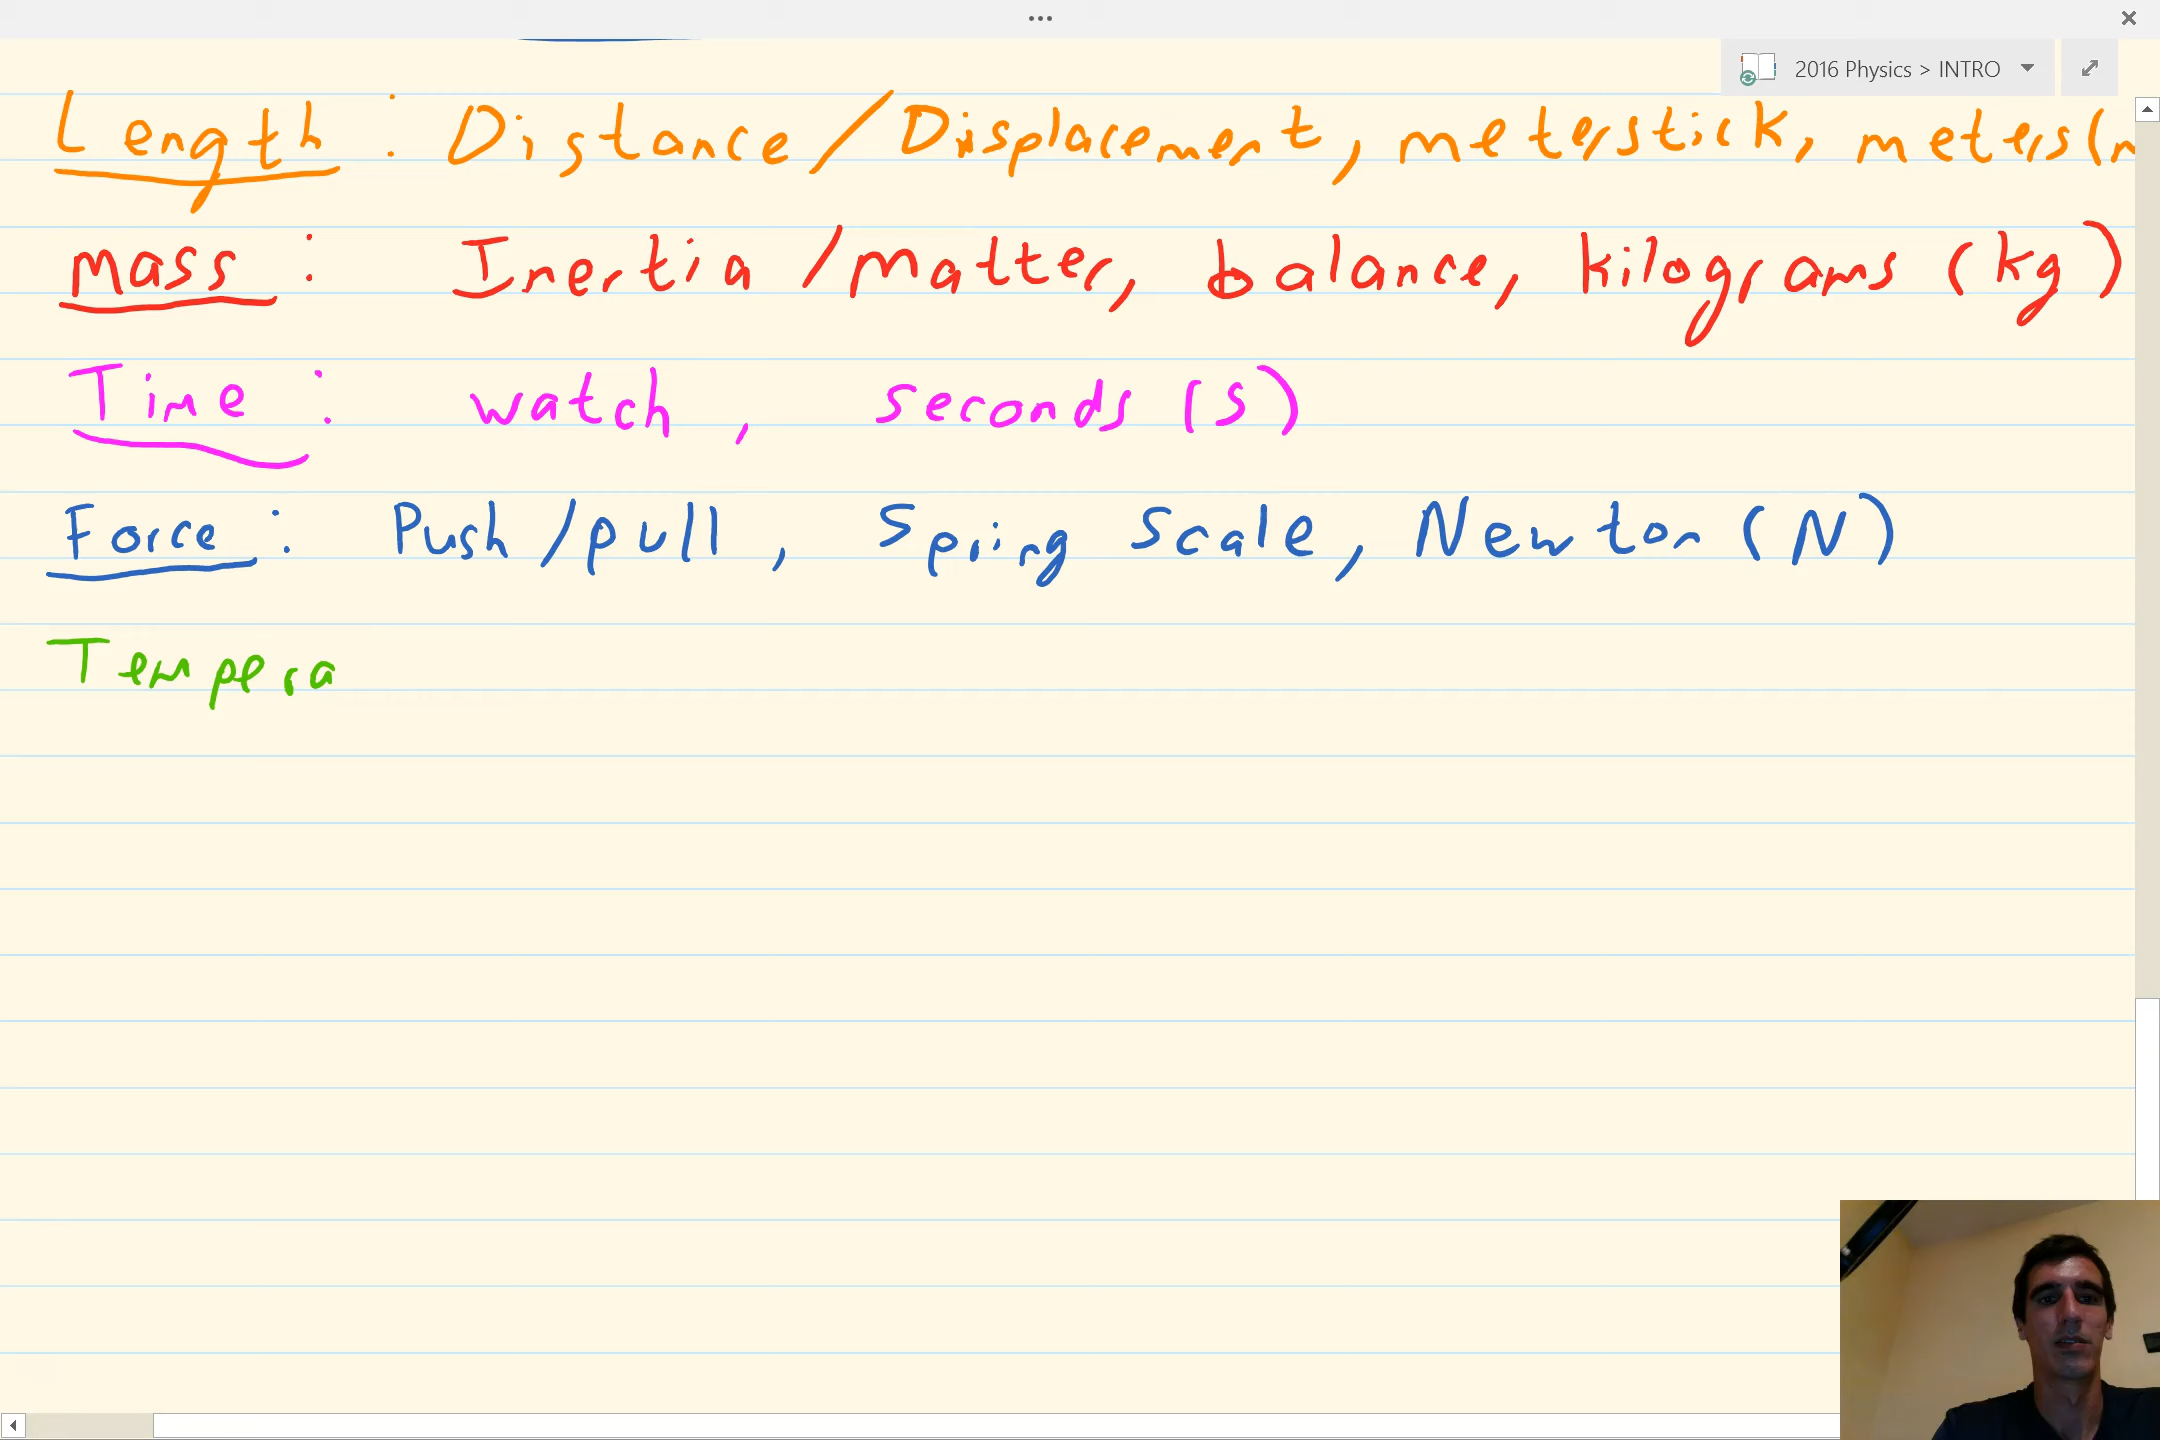 2016 Physics > INTRO
Length : Distance/Displacement, meterstick, meters(m
Mass : Inertia /Matter, balance, kilograms (kg)
Time : watch, seconds (s)
Force : Push /pull, Spring Scale, Newton (N)
Tempera